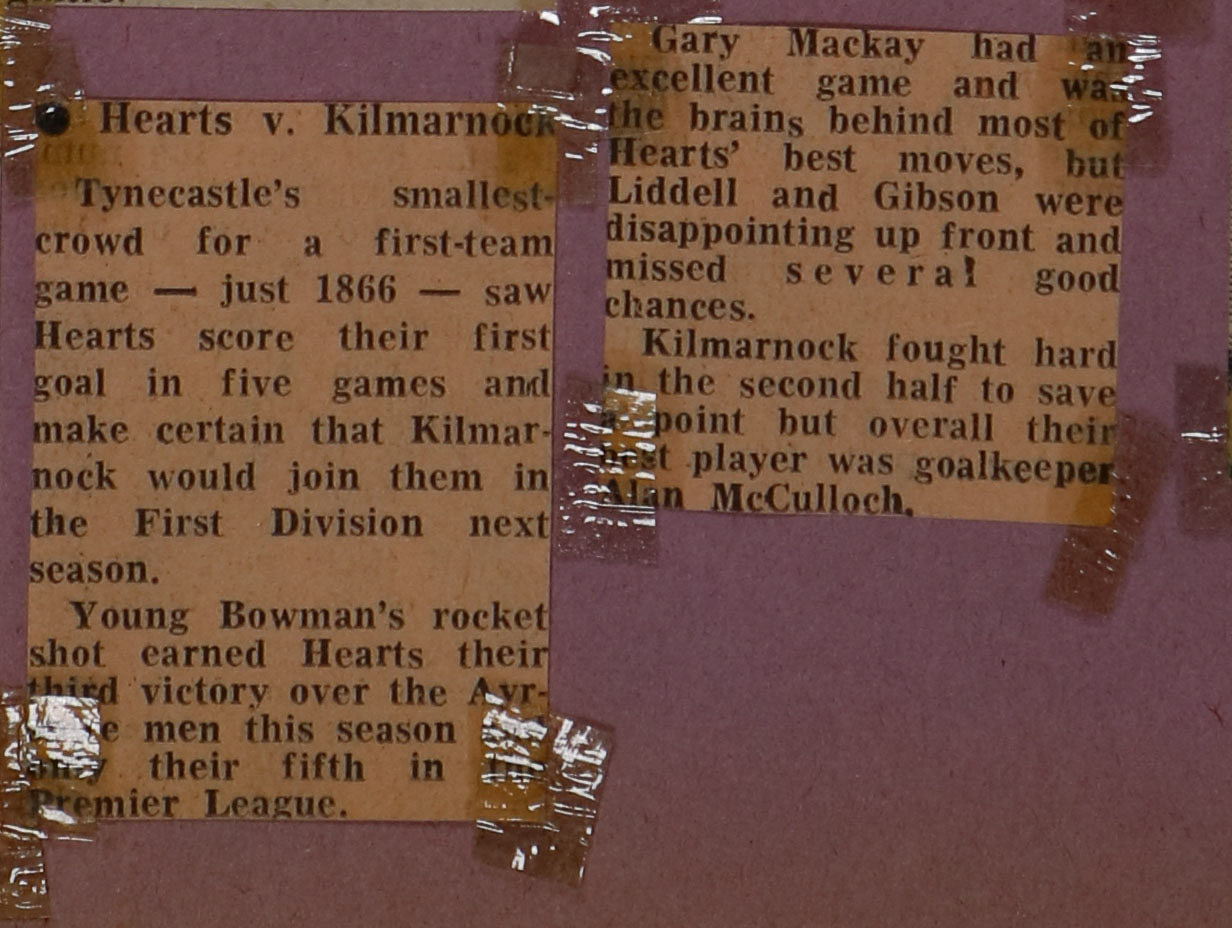 Hearts v. Kilmarnock
Tynecastle's smallest-
crowd for a first-team
game — just 1866 — saw
Hearts score their first
goal in five games and
make certain that Kilmar-
nock would join them in
the First Division next
season.
Young Bowman's rocket
shot earned Hearts their
third victory over the Ayr-
men this season
only their fifth in the
Premier League.
Gary Mackay had an
excellent game and was
the brains behind most of
Hearts' best moves, but
Liddell and Gibson were
disappointing up front and
missed several good
chances.
Kilmarnock fought hard
in the second half to save
a point but overall their
best player was goalkeeper
Alan McCulloch.